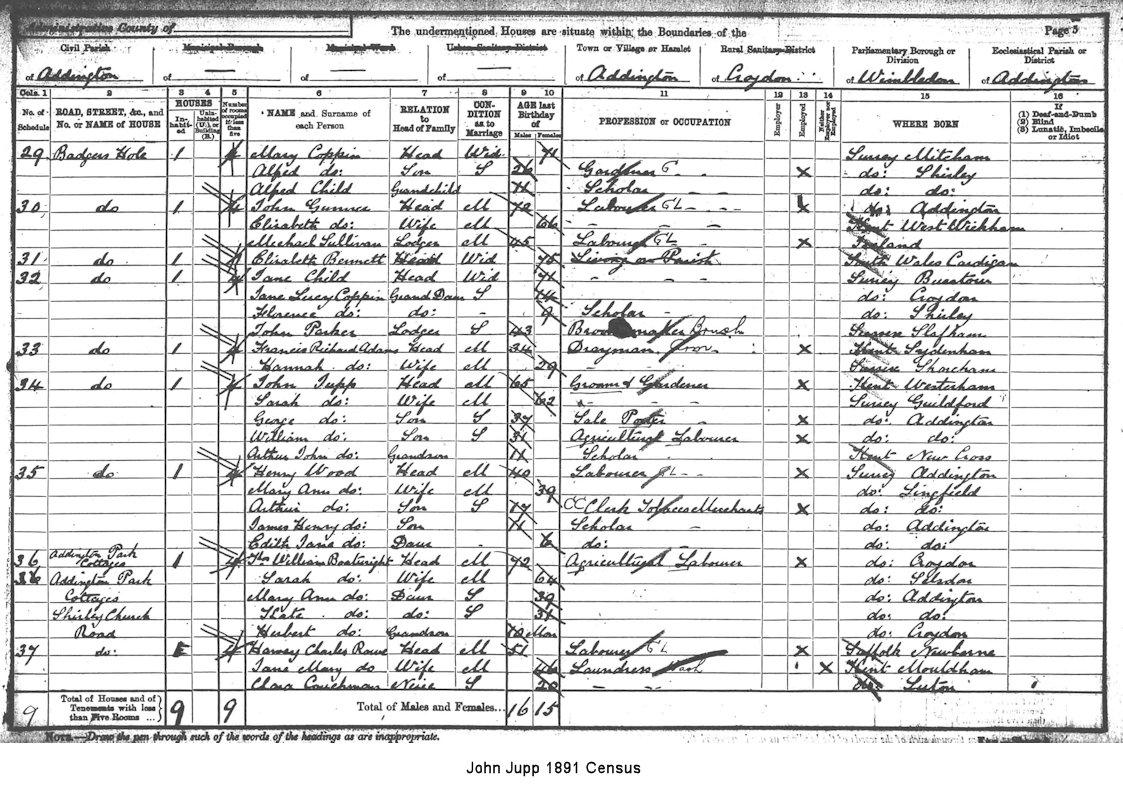 Administrative County of The undermentioned Houses are situate within the Boundaries of the Page 5
Civil Parish Municipal Borough Municipal Ward Urban Sanitary District Town or Village or Hamlet Rural Sanitary District Parliamentary Borough or Division Ecclesiastical Parish or District
of Addington of — of — of — of Addington of Croydon of Wimbledon of Addington
Cols. 1 2 3 4 5 6 7 8 9 10 11 12 13 14 15 16
No. of Schedule ROAD, STREET, &c., and No. or NAME of HOUSE HOUSES Inhabited Uninhabited (U.), or Building (B.) Number of rooms occupied if less than five NAME and Surname of each Person RELATION to Head of Family CONDITION as to Marriage AGE last Birthday of Males Females PROFESSION or OCCUPATION Employer Employed Neither Employer nor Employed WHERE BORN If (1) Deaf-and-Dumb (2) Blind (3) Lunatic, Imbecile or Idiot
29 Badgers Hole 1 4 Mary Coppin Head Wid 71 Surrey Mitcham
Alfred do: Son S 26 Gardener G X do: Shirley
Alfred Child Grandchild 11 Scholar do: do:
30 do 1 4 John Gunner Head M 72 Labourer GL X do: Addington
Elizabeth do: Wife M 66 Kent West Wickham
Michael Sullivan Lodger M 45 Labourer GL X Ireland
31 do 1 Elizabeth Bennett Head Wid 75 Living on Parish South Wales Cardigan
32 do 1 4 Jane Child Head Wid 71 Surrey
Jane Lucy Coppin Grand Daur S 14 do: Croydon
Florence do: do: - 9 Scholar do: Shirley
John Parker Lodger S 43 Broom maker Brush Sussex
33 do 1 4 Francis Richard Adams Head M 34 Drayman X Kent Sydenham
Hannah do: Wife M 29 Sussex Shoreham
34 do 1 4 John Jupp Head M 65 Groom & Gardener X Kent Westerham
Sarah do: Wife M 62 Surrey Guildford
George do: Son S 37 X do: Addington
William do: Son S 31 Agricultural Labourer X do: do:
Arthur John do: Grandson 11 Scholar Kent New Cross
35 do 1 4 Henry Wood Head M 40 Labourer GL X Surrey Addington
Mary Ann do: Wife M 39 do: Lingfield
Arthur do: Son S 17 CC Clerk X do: do:
James Henry do: Son 11 Scholar do: Addington
Edith Jane do: Daur 6 do: do: do:
36 Addington Park Cottages 1 4 Wm William Boatwright Head M 72 Agricultural Labourer X do: Croydon
36 Addington Park Sarah do: Wife M 64 do: Selsdon
Cottages Mary Ann do: Daur S 39 do: Addington
Shirley Church Kate do: do: S 31 do: do:
Road Herbert do: Grandson 10 Mon do: Croydon
37 do: 4 Harvey Charles Rowe Head M 51 Labourer GL X Suffolk Newborne
Jane Mary do Wife M 46 Laundress Wash X Kent
Clara Couchman Neice S 20 do: Luton
9 Total of Houses and of Tenements with less than Five Rooms ... 9 9 Total of Males and Females... 16 15
NOTE.—Draw the pen through such of the words of the headings as are inappropriate.
John Jupp 1891 Census